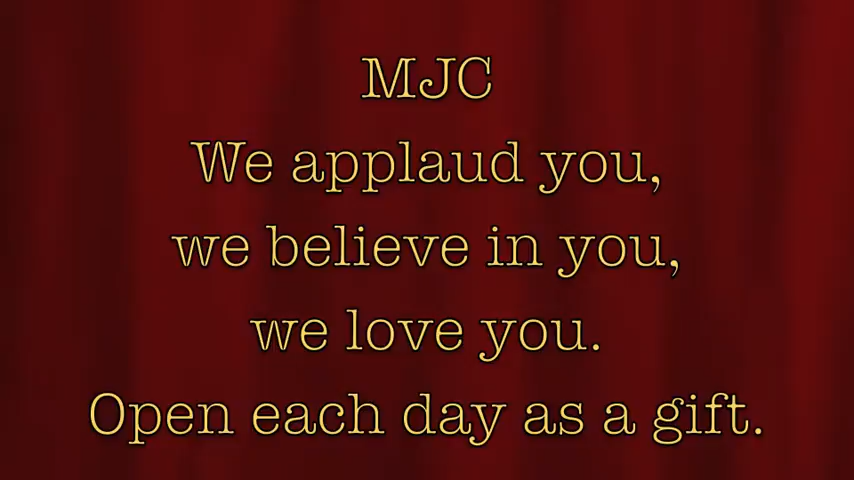 MJC
We applaud you,
we believe in you,
we love you.
Open each day as a gift.